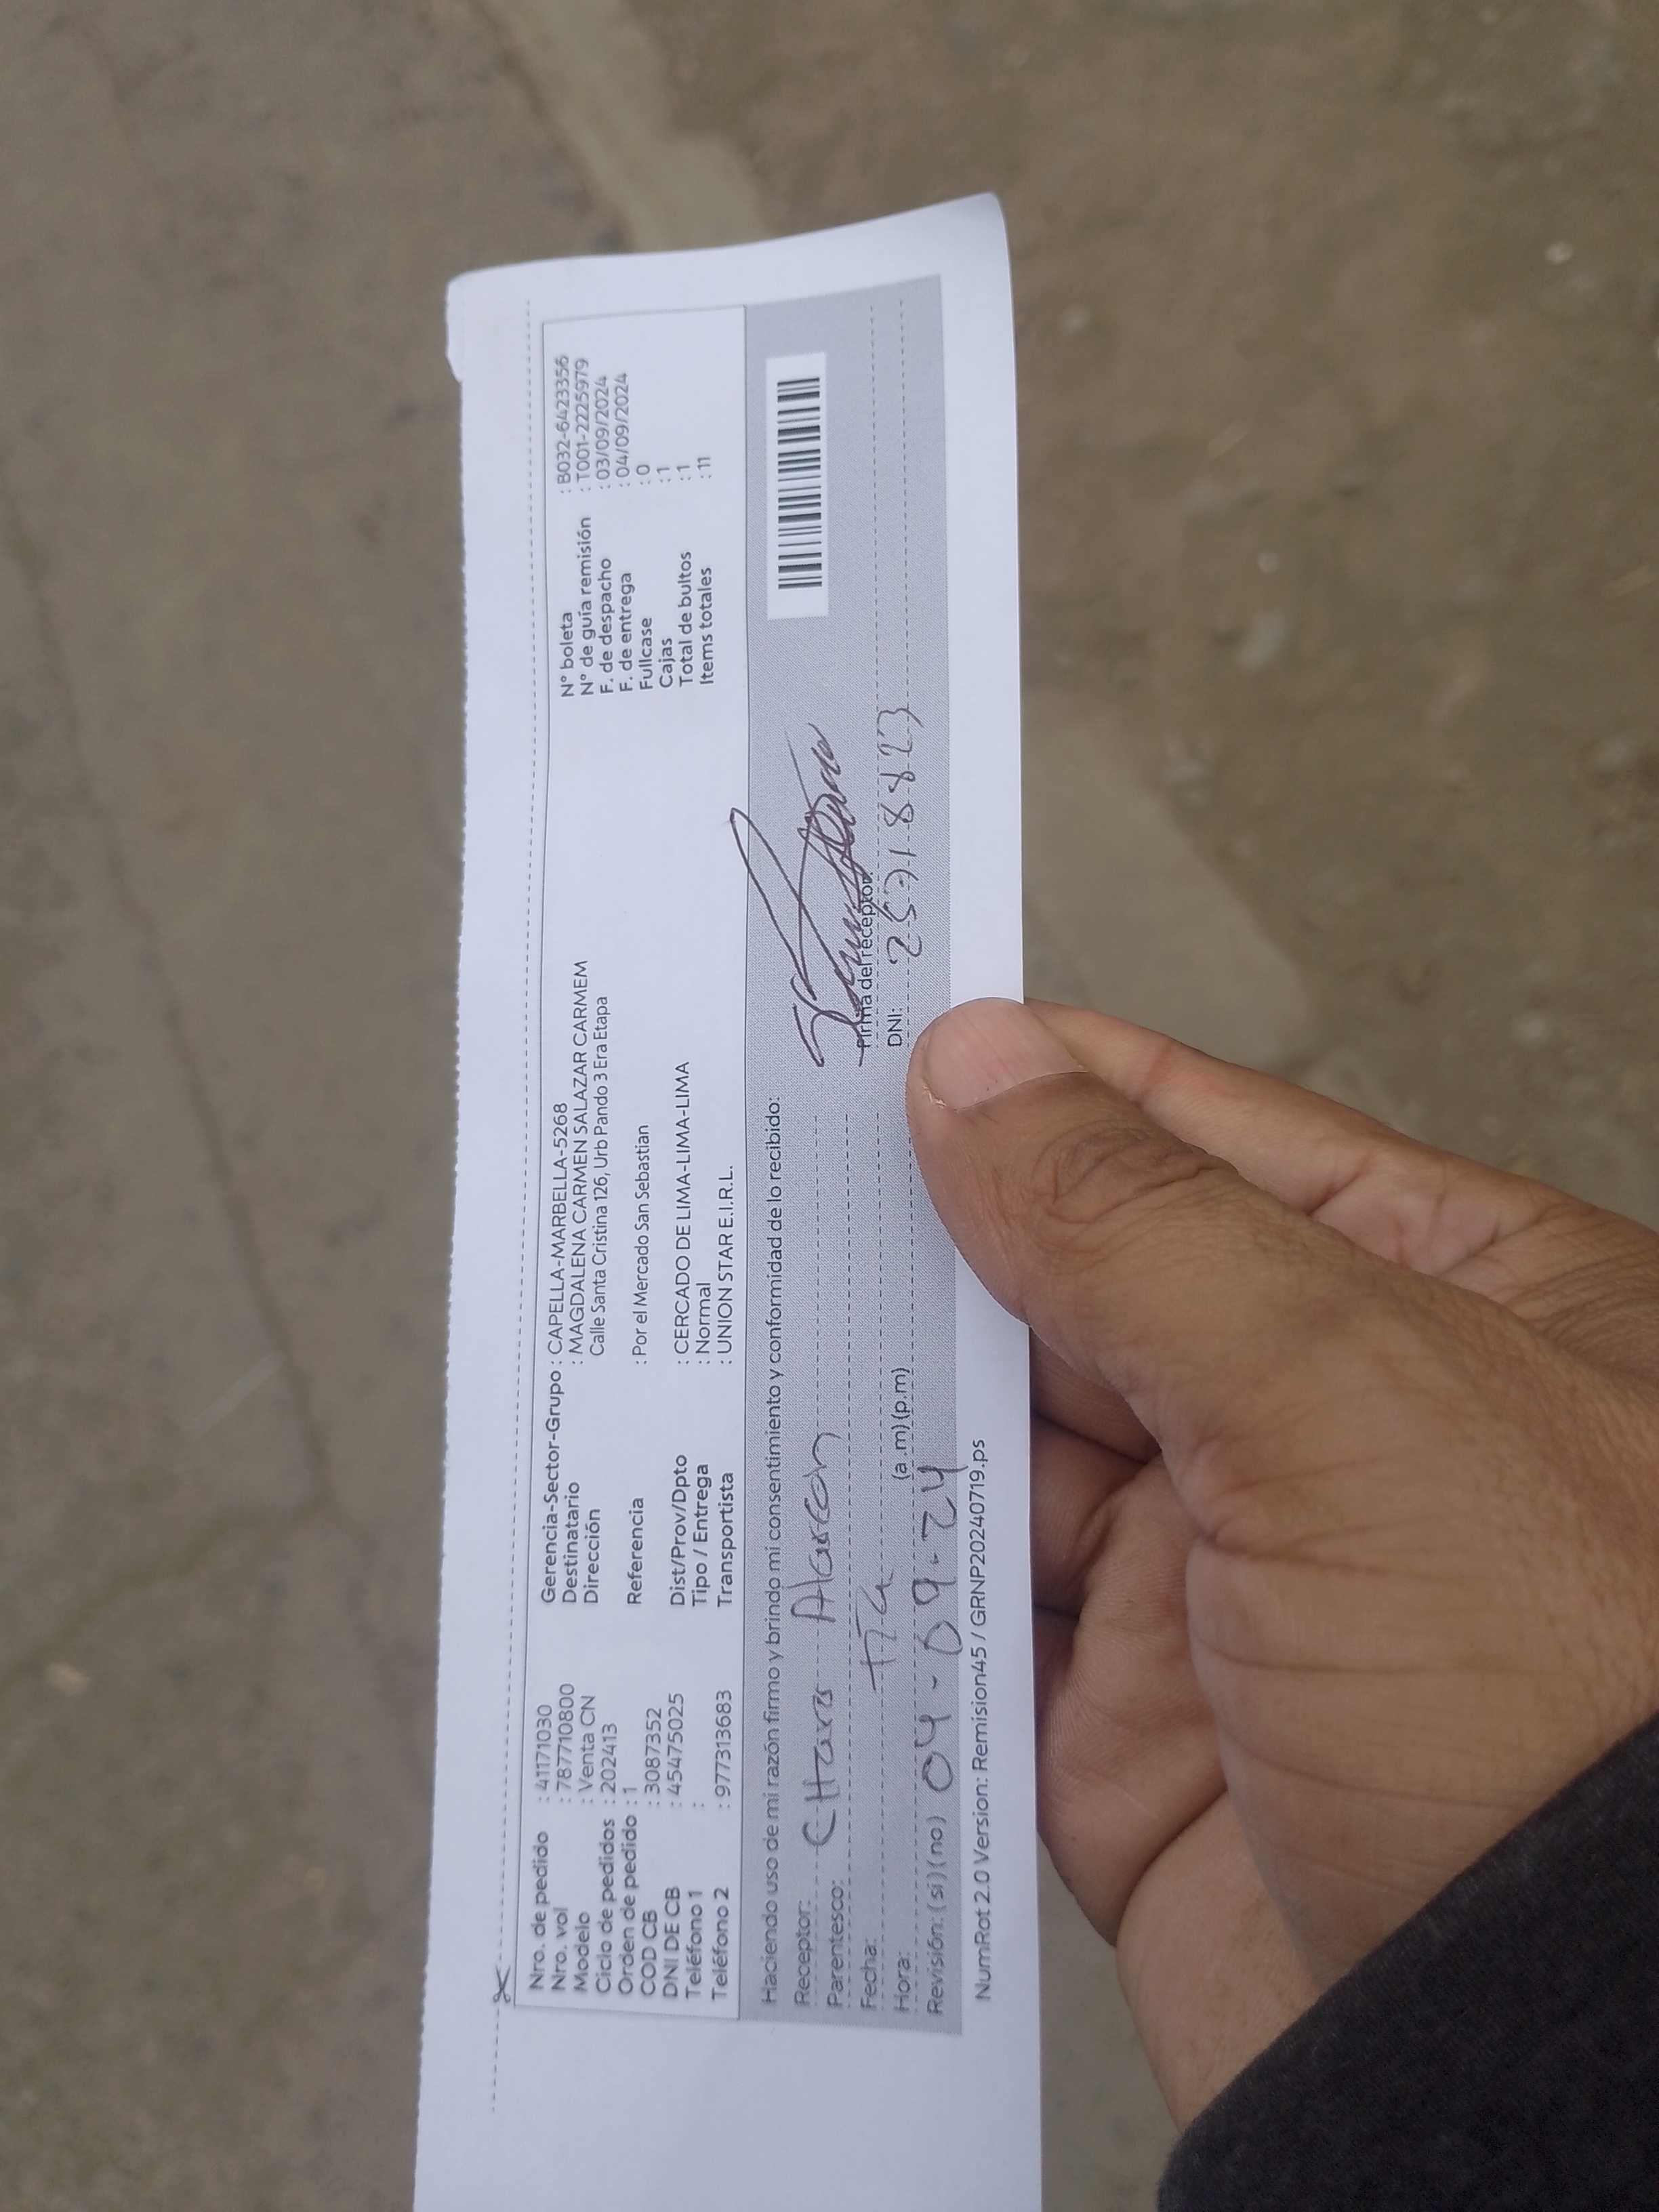 Nro. de pedido : 41171030
Nro. vol : 787710800
Modelo : Venta CN
Ciclo de pedidos : 202413
Orden de pedido : 1
COD CB : 3087352
DNI DE CB : 45475025
Teléfono 1 :
Teléfono 2 : 977313683
Gerencia-Sector-Grupo : CAPELLA-MARBELLA-5268
Destinatario : MAGDALENA CARMEN SALAZAR CARMEM
Dirección Calle Santa Cristina 126, Urb Pando 3 Era Etapa
Referencia : Por el Mercado San Sebastian
Dist/Prov/Dpto : CERCADO DE LIMA-LIMA-LIMA
Tipo / Entrega : Normal
Transportista : UNION STAR E.I.R.L.
N° boleta : B032-6423356
N° de guía remisión : T001-2225979
F. de despacho : 03/09/2024
F. de entrega : 04/09/2024
Fullcase : 0
Cajas : 1
Total de bultos : 1
Items totales : 11
Haciendo uso de mi razón firmo y brindo mi consentimiento y conformidad de lo recibido:
Receptor: Alarcon
Parentesco:
Fecha: tía
Hora: (a .m) (p.m)
Revisión: (si) (no) 04-09-24
Firma del receptor
DNI: 25718823
NumRot 2.0 Version: Remision45 / GRNP20240719.ps